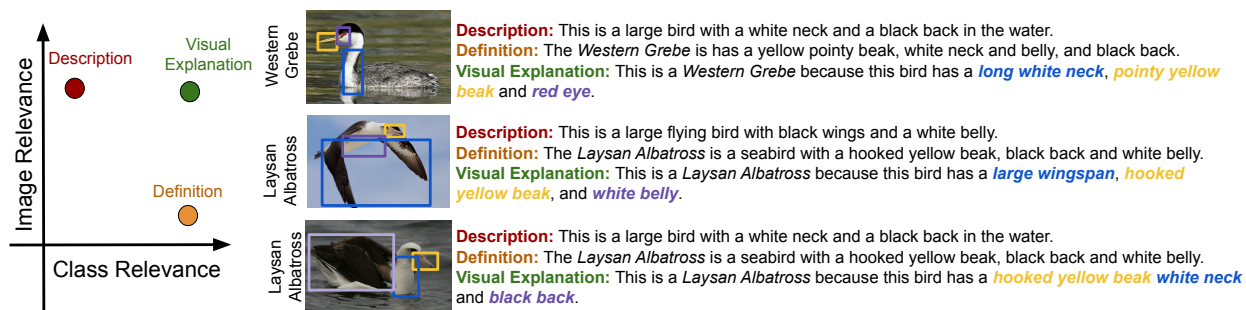 Image Relevance
Class Relevance
Description
Visual
Explanation
Definition
Western
Grebe
Description: This is a large bird with a white neck and a black back in the water.
Definition: The Western Grebe is has a yellow pointy beak, white neck and belly, and black back.
Visual Explanation: This is a Western Grebe because this bird has a long white neck, pointy yellow
beak and red eye.
Laysan
Albatross
Description: This is a large flying bird with black wings and a white belly.
Definition: The Laysan Albatross is a seabird with a hooked yellow beak, black back and white belly.
Visual Explanation: This is a Laysan Albatross because this bird has a large wingspan, hooked
yellow beak, and white belly.
Laysan
Albatross
Description: This is a large bird with a white neck and a black back in the water.
Definition: The Laysan Albatross is a seabird with a hooked yellow beak, black back and white belly.
Visual Explanation: This is a Laysan Albatross because this bird has a hooked yellow beak white neck
and black back.